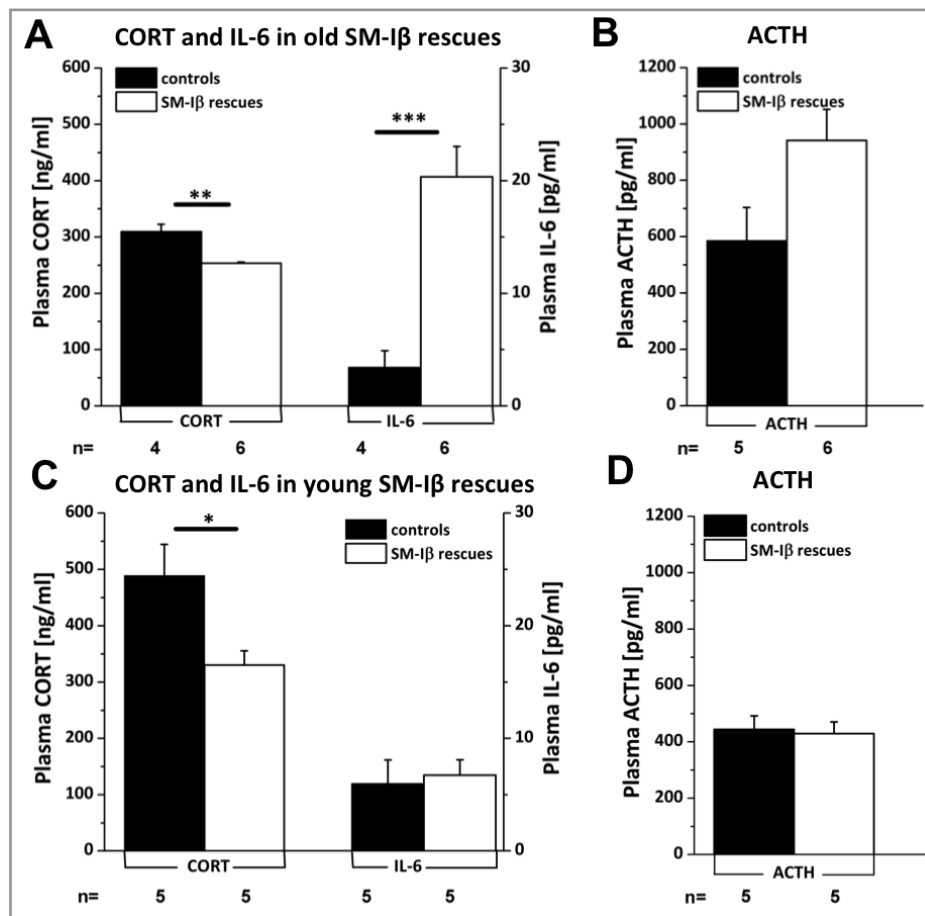 A CORT and IL-6 in old SM-Iβ rescues
Plasma CORT [ng/ml]
600
500
400
300
200
100
0
controls
SM-Iβ rescues
**
***
30
20
10
0
Plasma IL-6 [pg/ml]
CORT IL-6
n= 4 6 4 6
B ACTH
Plasma ACTH [pg/ml]
1200
1000
800
600
400
200
0
controls
SM-Iβ rescues
ACTH
5 6
C CORT and IL-6 in young SM-Iβ rescues
Plasma CORT [ng/ml]
600
500
400
300
200
100
0
*
controls
SM-Iβ rescues
30
20
10
0
Plasma IL-6 [pg/ml]
CORT IL-6
n= 5 5 5 5
D ACTH
Plasma ACTH [pg/ml]
1200
1000
800
600
400
200
0
controls
SM-Iβ rescues
ACTH
n= 5 5